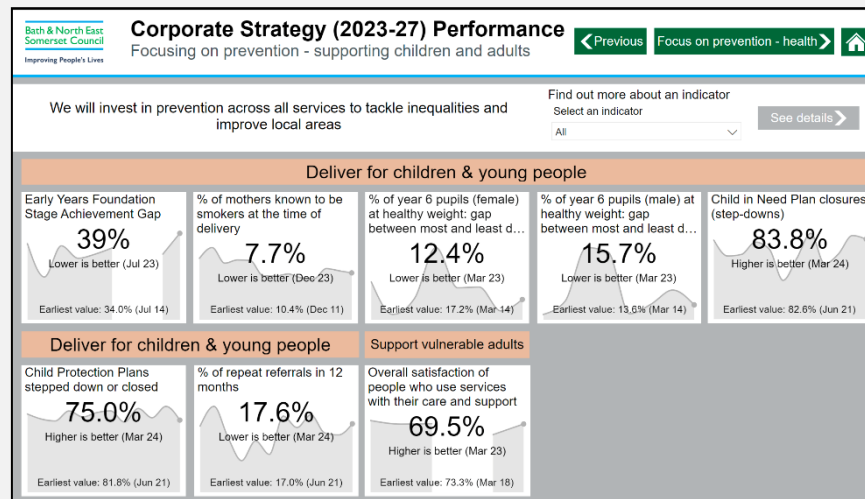 Bath & North East
Somerset Council
Improving People's Lives
Corporate Strategy (2023-27) Performance
Focusing on prevention - supporting children and adults
Previous
Focus on prevention - health
We will invest in prevention across all services to tackle inequalities and
improve local areas
Find out more about an indicator
Select an indicator
All
See details
Deliver for children & young people
Early Years Foundation
Stage Achievement Gap
39%
Lower is better (Jul 23)
Earliest value: 34.0% (Jul 14)
% of mothers known to be
smokers at the time of
delivery
7.7%
Lower is better (Dec 23)
Earliest value: 10.4% (Dec 11)
% of year 6 pupils (female)
at healthy weight: gap
between most and least d...
12.4%
Lower is better (Mar 23)
Earliest value: 17.2% (Mar 14)
% of year 6 pupils (male) at
healthy weight: gap
between most and least d...
15.7%
Lower is better (Mar 23)
Earliest value: 13.6% (Mar 14)
Child in Need Plan closures
(step-downs)
83.8%
Higher is better (Mar 24)
Earliest value: 82.6% (Jun 21)
Deliver for children & young people
Support vulnerable adults
Child Protection Plans
stepped down or closed
75.0%
Higher is better (Mar 24)
Earliest value: 81.8% (Jun 21)
% of repeat referrals in 12
months
17.6%
Lower is better (Mar 24)
Earliest value: 17.0% (Jun 21)
Overall satisfaction of
people who use services
with their care and support
69.5%
Higher is better (Mar 23)
Earliest value: 73.3% (Mar 18)